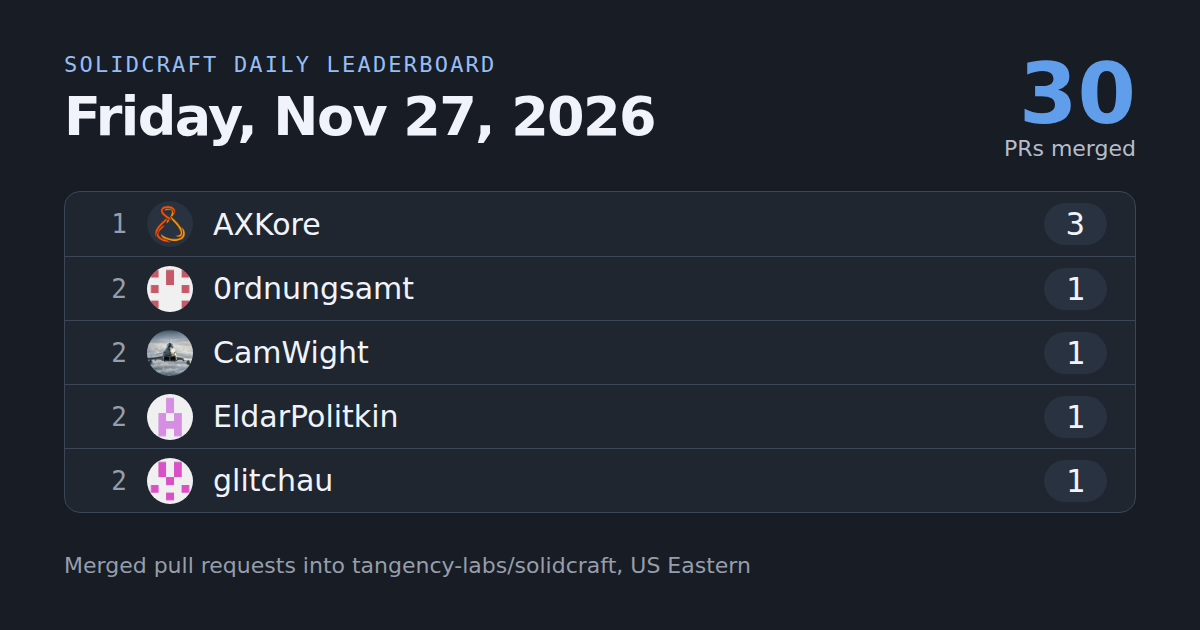 SOLIDCRAFT DAILY LEADERBOARD
Friday, Nov 27, 2026
30
PRs merged
1 AXKore 3
2 0rdnungsamt 1
2 CamWight 1
2 EldarPolitkin 1
2 glitchau 1
Merged pull requests into tangency-labs/solidcraft, US Eastern